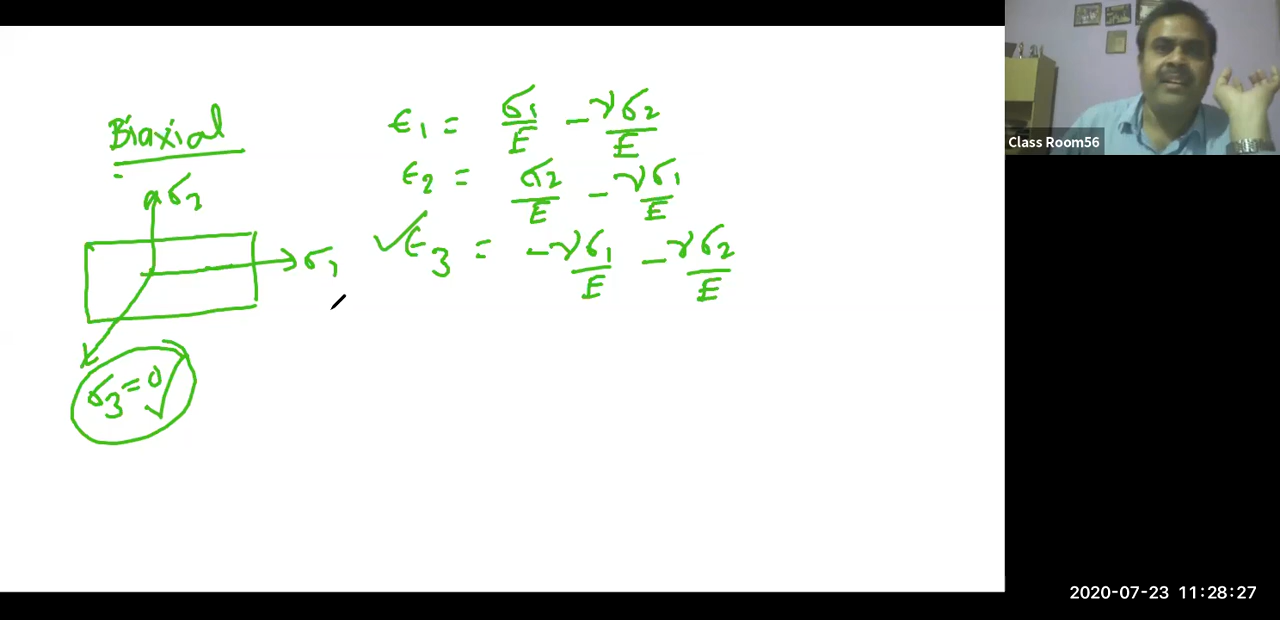 Biaxial
σ2
σ1
σ3 = 0 ✓
ϵ1 = σ1/E − νσ2/E
ϵ2 = σ2/E − νσ1/E
✓ϵ3 = −νσ1/E − νσ2/E
Class Room56
2020-07-23 11:28:27